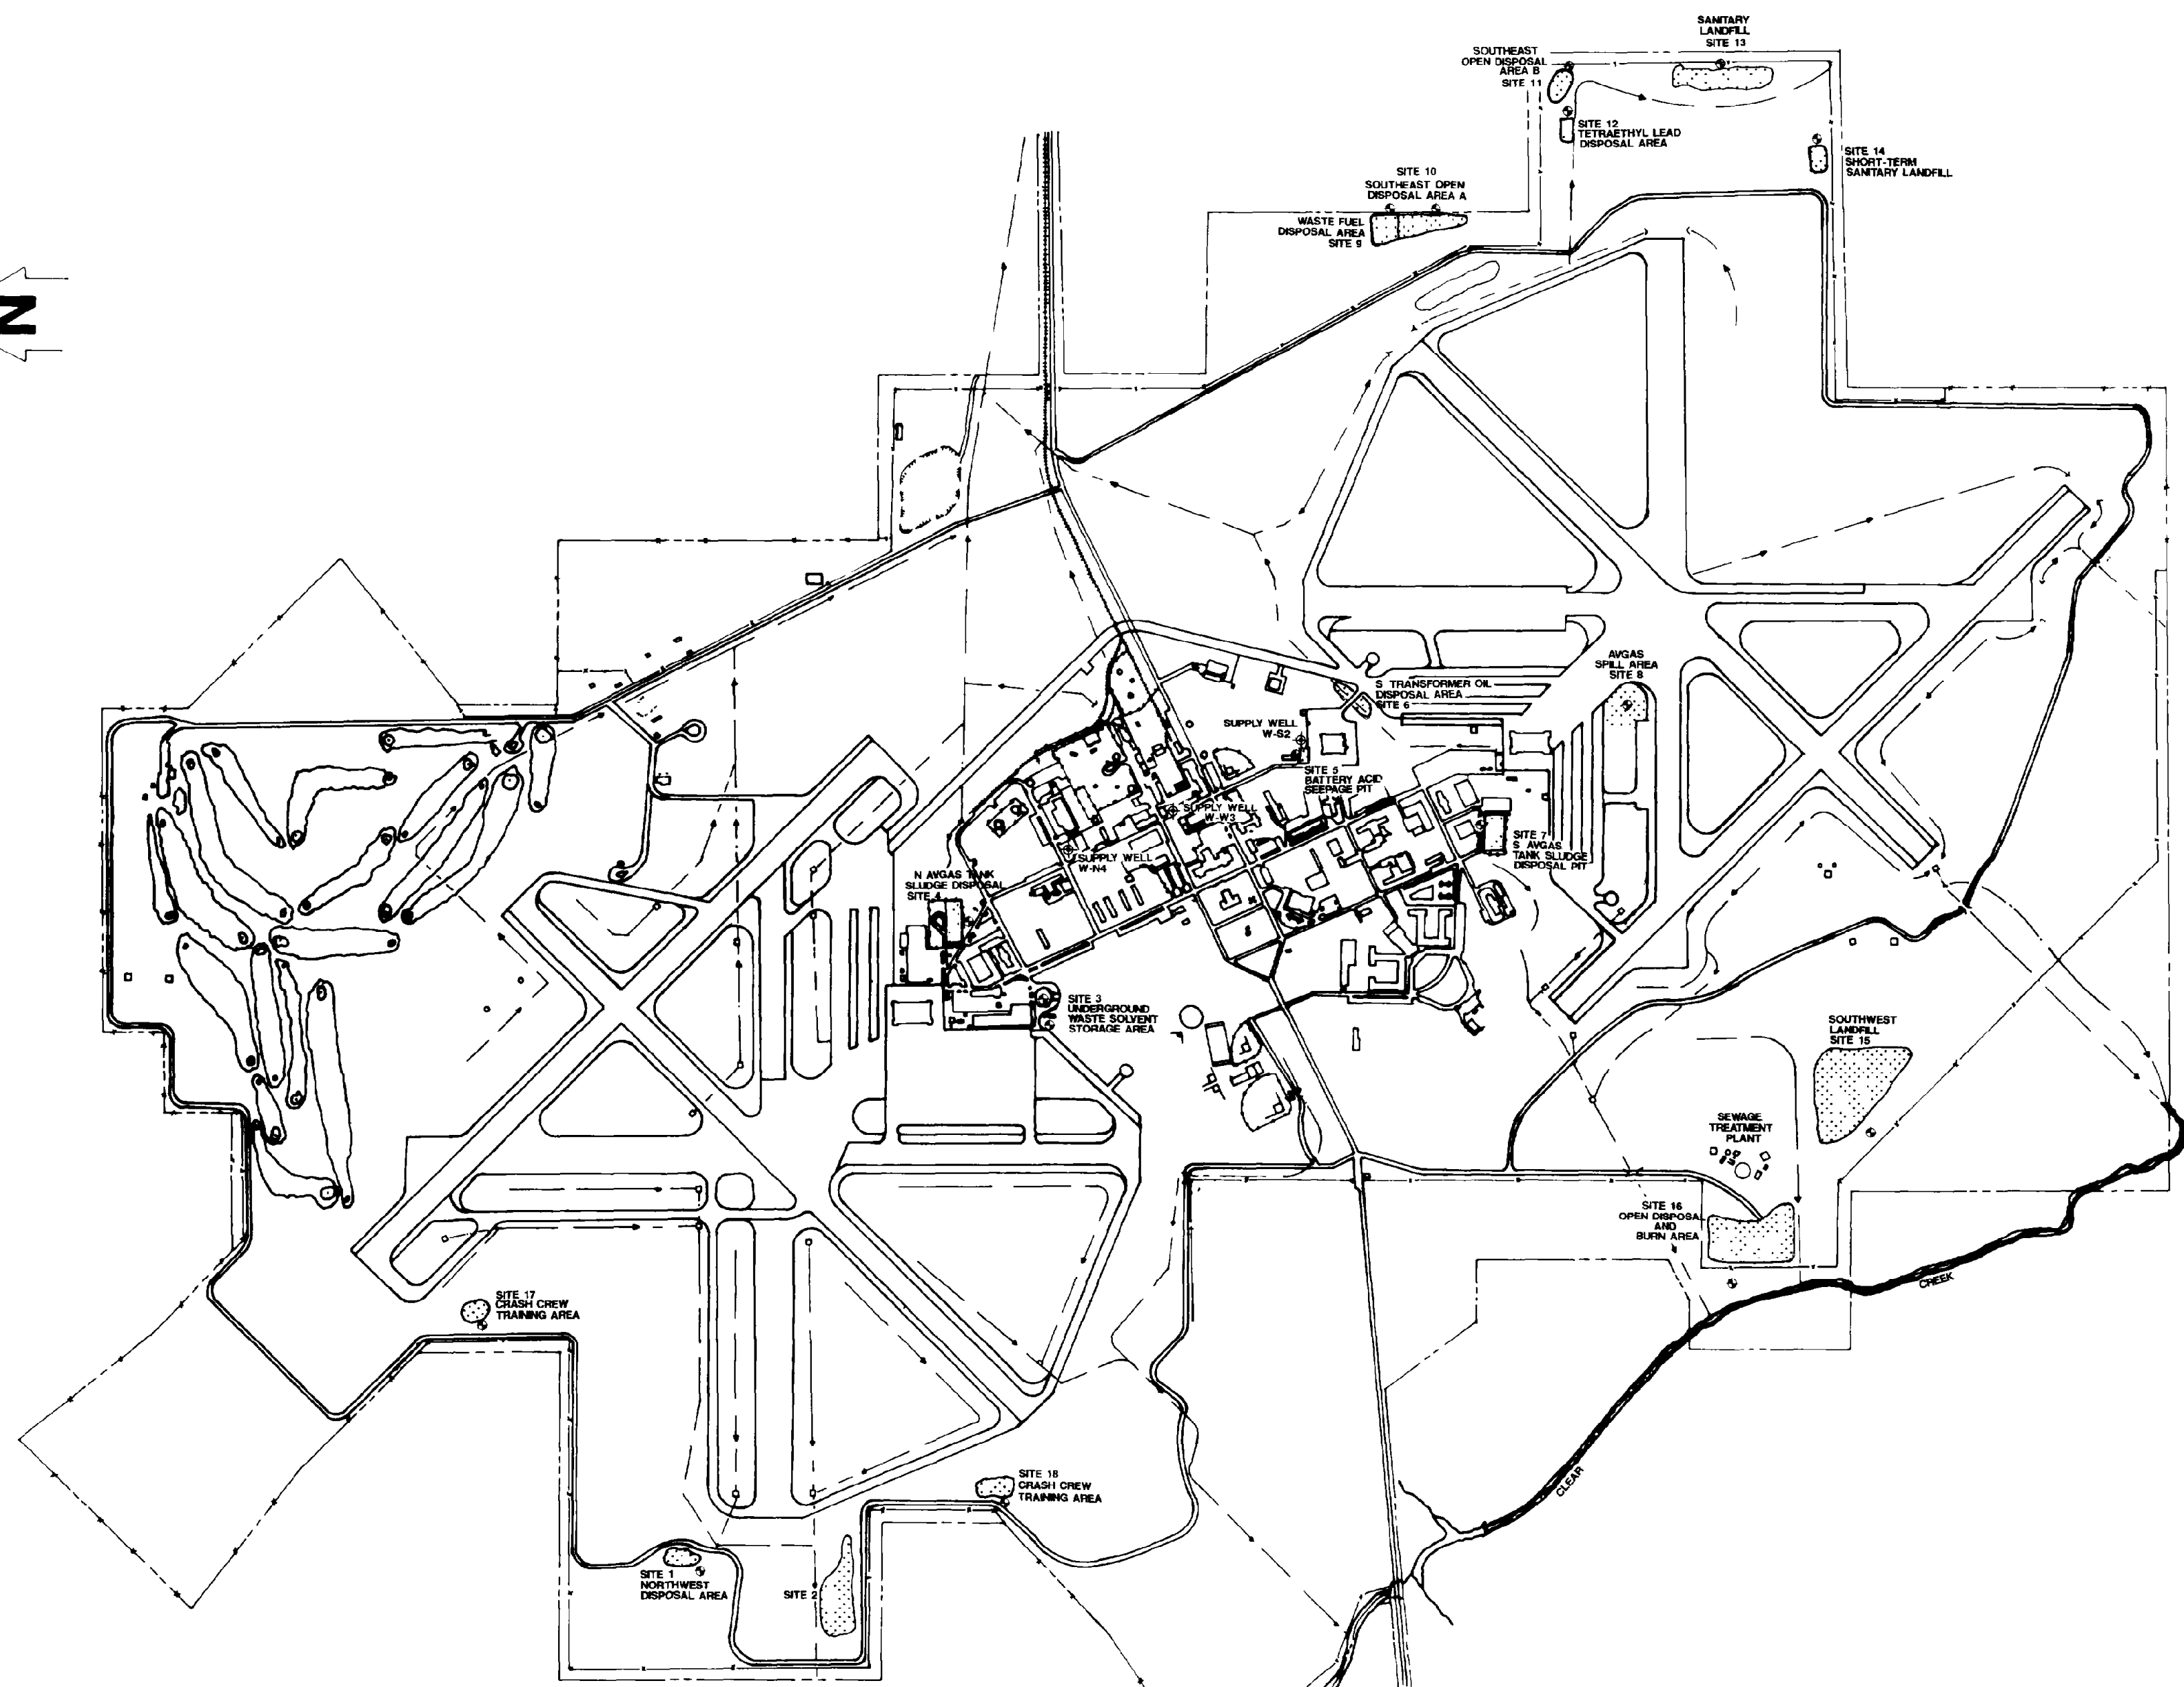 SANITARY
LANDFILL
SITE 13
SOUTHEAST
OPEN DISPOSAL
AREA B
SITE 11
SITE 12
TETRAETHYL LEAD
DISPOSAL AREA
SITE 14
SHORT-TERM
SANITARY LANDFILL
SITE 10
SOUTHEAST OPEN
DISPOSAL AREA A
WASTE FUEL
DISPOSAL AREA
SITE 9
N
AVGAS
SPILL AREA
SITE 8
S TRANSFORMER OIL
DISPOSAL AREA
SITE 6
SUPPLY WELL
W-S2
SITE 5
BATTERY ACID
SEEPAGE PIT
SUPPLY WELL
W-W3
SITE 7
S AVGAS
TANK SLUDGE
DISPOSAL PIT
SUPPLY WELL
W-N4
N AVGAS TANK
SLUDGE DISPOSAL
SITE 4
SITE 3
UNDERGROUND
WASTE SOLVENT
STORAGE AREA
SOUTHWEST
LANDFILL
SITE 15
SEWAGE
TREATMENT
PLANT
SITE 16
OPEN DISPOSAL
AND
BURN AREA
CREEK
CLEAR
SITE 17
CRASH CREW
TRAINING AREA
SITE 18
CRASH CREW
TRAINING AREA
SITE 1
NORTHWEST
DISPOSAL AREA
SITE 2